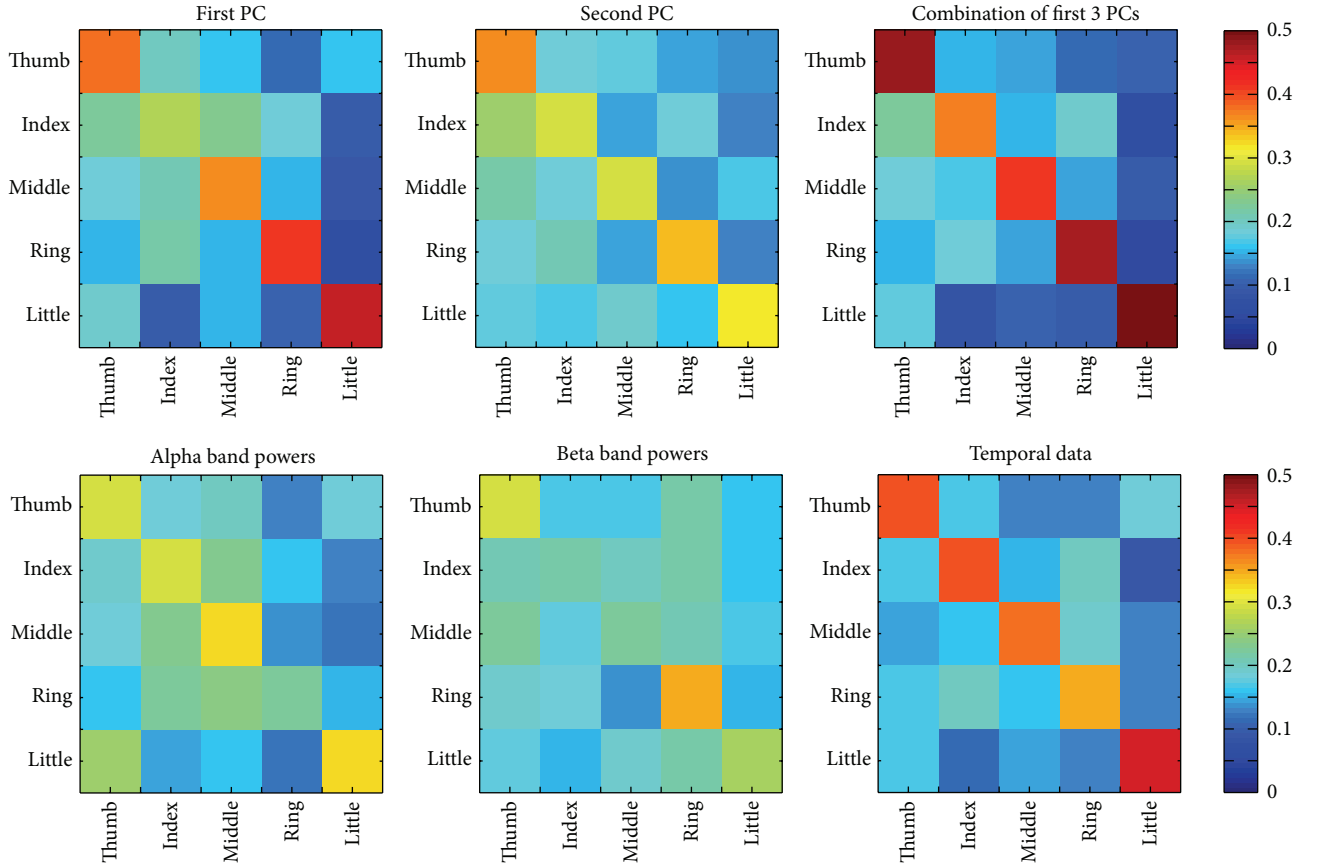 First PC
Second PC
Combination of first 3 PCs
Thumb
Index
Middle
Ring
Little
Thumb
Index
Middle
Ring
Little
Thumb
Index
Middle
Ring
Little
Thumb
Index
Middle
Ring
Little
Thumb
Index
Middle
Ring
Little
Thumb
Index
Middle
Ring
Little
0.5
0.4
0.3
0.2
0.1
0
Alpha band powers
Beta band powers
Temporal data
Thumb
Index
Middle
Ring
Little
Thumb
Index
Middle
Ring
Little
Thumb
Index
Middle
Ring
Little
Thumb
Index
Middle
Ring
Little
Thumb
Index
Middle
Ring
Little
Thumb
Index
Middle
Ring
Little
0.5
0.4
0.3
0.2
0.1
0